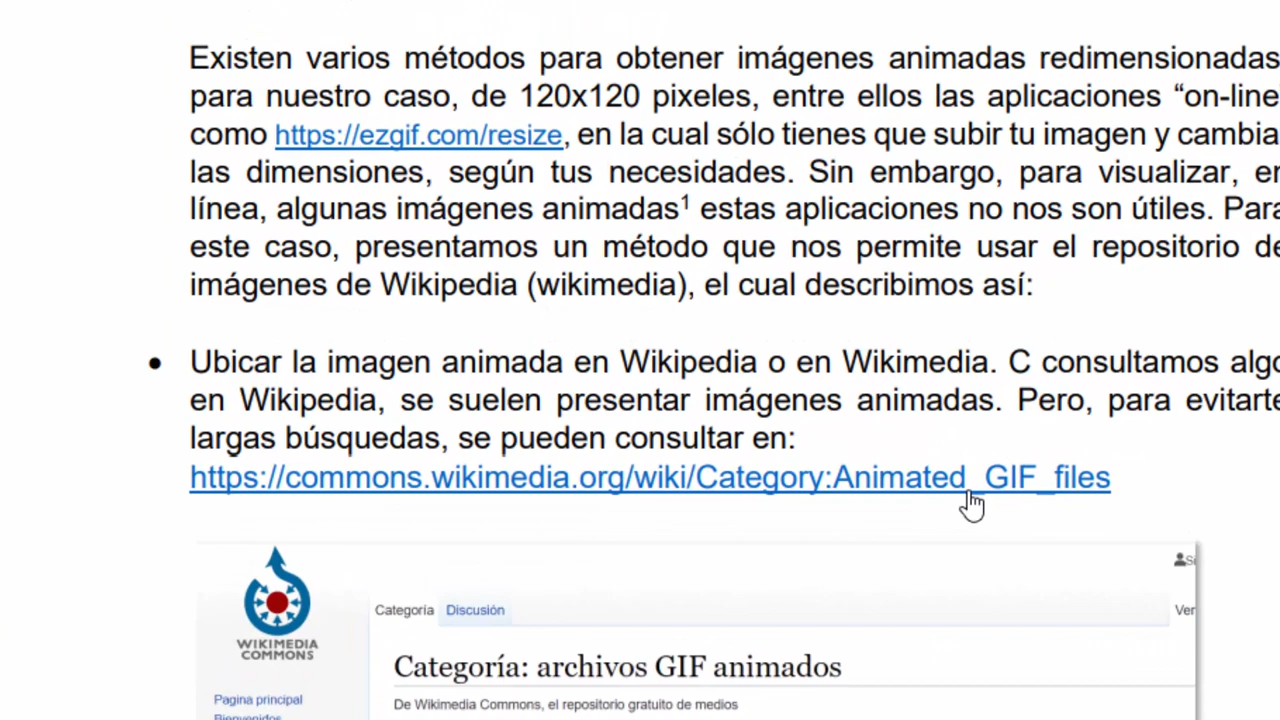 Existen varios métodos para obtener imágenes animadas redimensionadas
para nuestro caso, de 120x120 pixeles, entre ellos las aplicaciones “on-line
como https://ezgif.com/resize, en la cual sólo tienes que subir tu imagen y cambia
las dimensiones, según tus necesidades. Sin embargo, para visualizar, en
línea, algunas imágenes animadas¹ estas aplicaciones no nos son útiles. Para
este caso, presentamos un método que nos permite usar el repositorio de
imágenes de Wikipedia (wikimedia), el cual describimos así:
• Ubicar la imagen animada en Wikipedia o en Wikimedia. C consultamos algo
en Wikipedia, se suelen presentar imágenes animadas. Pero, para evitarte
largas búsquedas, se pueden consultar en:
https://commons.wikimedia.org/wiki/Category:Animated_GIF_files
Si
Categoría Discusión Ver
WIKIMEDIA
COMMONS
Categoría: archivos GIF animados
Pagina principal
De Wikimedia Commons, el repositorio gratuito de medios
Bienvenidos